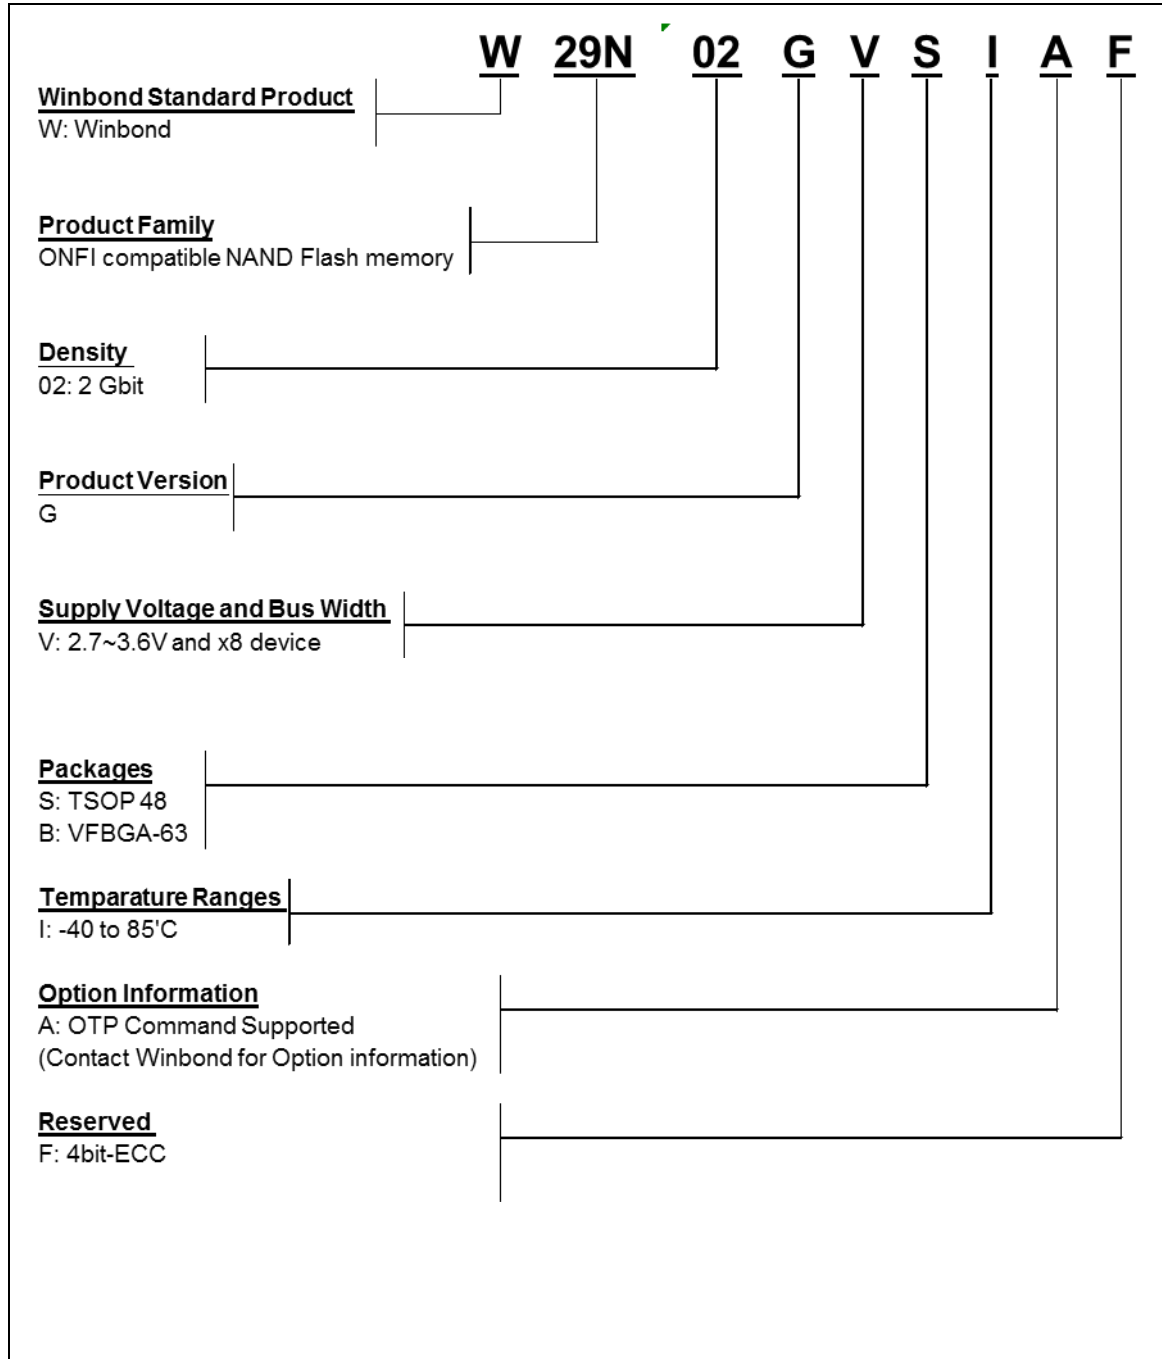 W 29N 02 G V S I A F
Winbond Standard Product
W: Winbond
Product Family
ONFI compatible NAND Flash memory
Density
02: 2 Gbit
Product Version
G
Supply Voltage and Bus Width
V: 2.7~3.6V and x8 device
Packages
S: TSOP 48
B: VFBGA-63
Temparature Ranges
I: -40 to 85'C
Option Information
A: OTP Command Supported
(Contact Winbond for Option information)
Reserved
F: 4bit-ECC